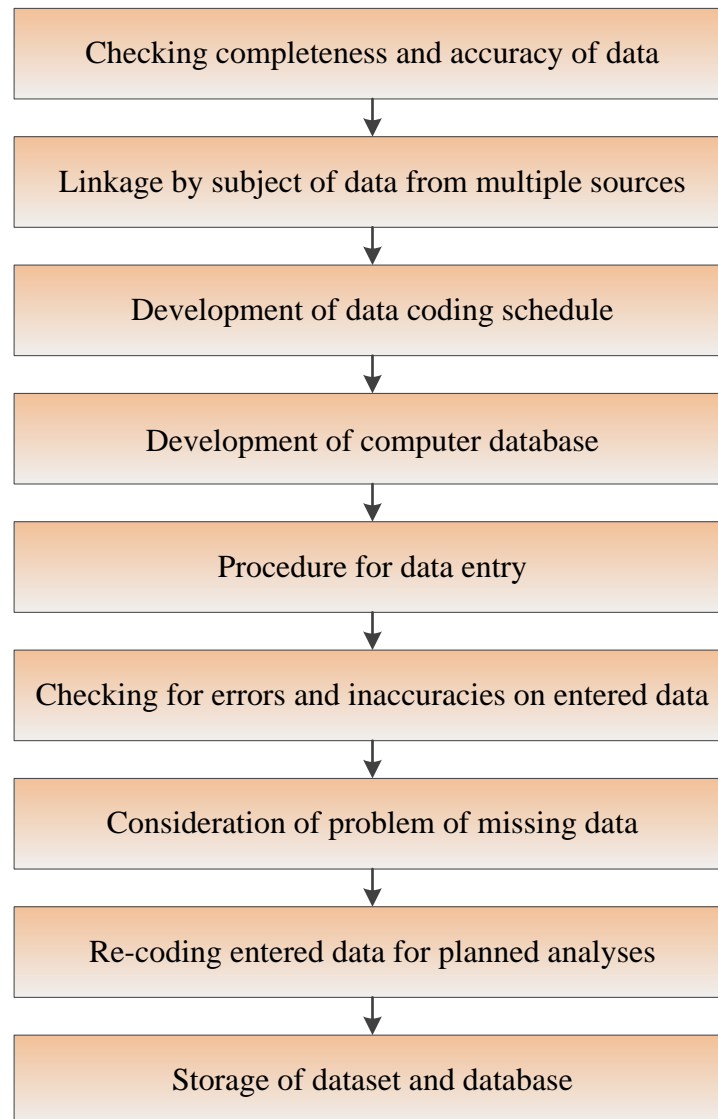 Checking completeness and accuracy of data
Linkage by subject of data from multiple sources
Development of data coding schedule
Development of computer database
Procedure for data entry
Checking for errors and inaccuracies on entered data
Consideration of problem of missing data
Re-coding entered data for planned analyses
Storage of dataset and database